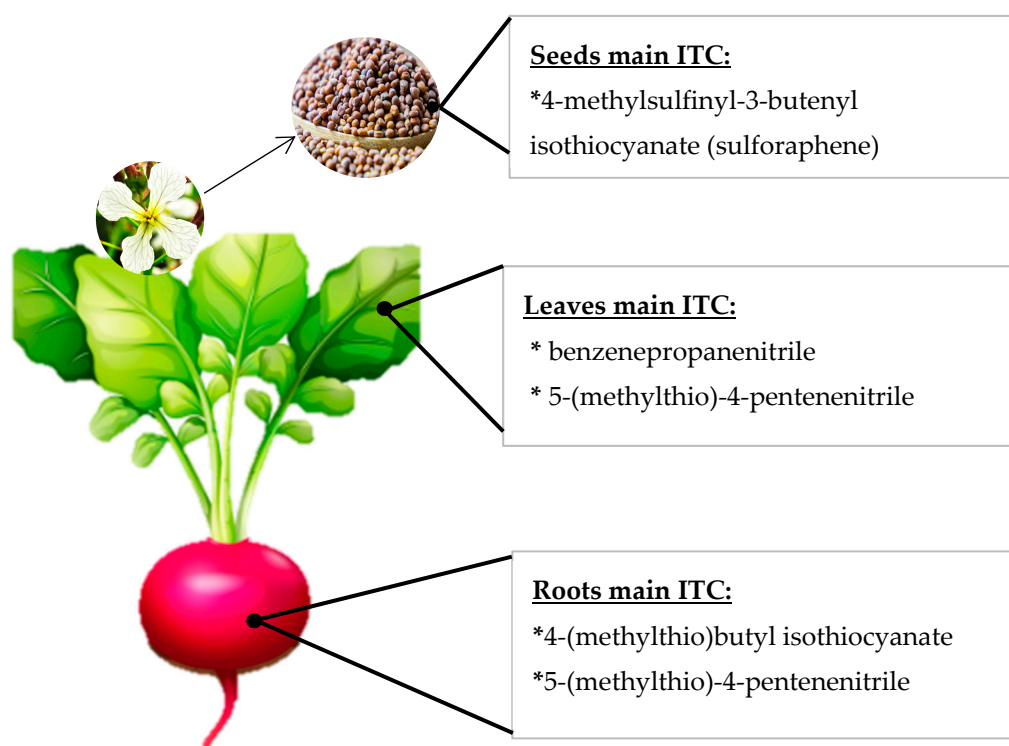 Seeds main ITC:
*4-methylsulfinyl-3-butenyl
isothiocyanate (sulforaphene)
Leaves main ITC:
* benzenepropanenitrile
* 5-(methylthio)-4-pentenenitrile
Roots main ITC:
*4-(methylthio)butyl isothiocyanate
*5-(methylthio)-4-pentenenitrile